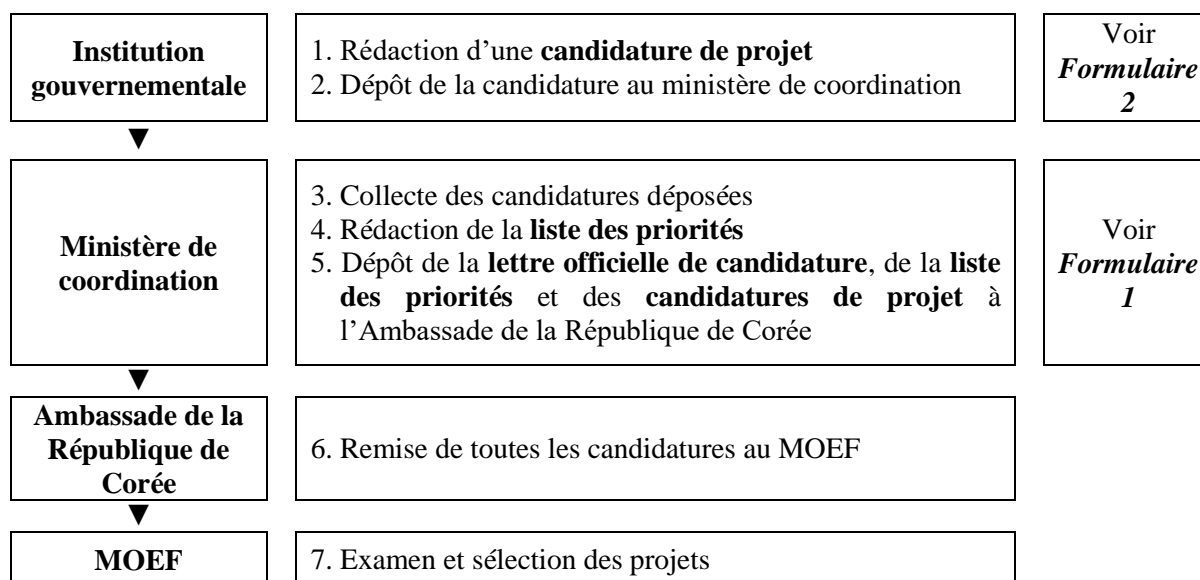 Institution
gouvernementale
1. Rédaction d’une candidature de projet
2. Dépôt de la candidature au ministère de coordination
Voir
Formulaire
2
▼
Ministère de
coordination
3. Collecte des candidatures déposées
4. Rédaction de la liste des priorités
5. Dépôt de la lettre officielle de candidature, de la liste
des priorités et des candidatures de projet à
l’Ambassade de la République de Corée
Voir
Formulaire
1
▼
Ambassade de la
République de
Corée
6. Remise de toutes les candidatures au MOEF
▼
MOEF
7. Examen et sélection des projets